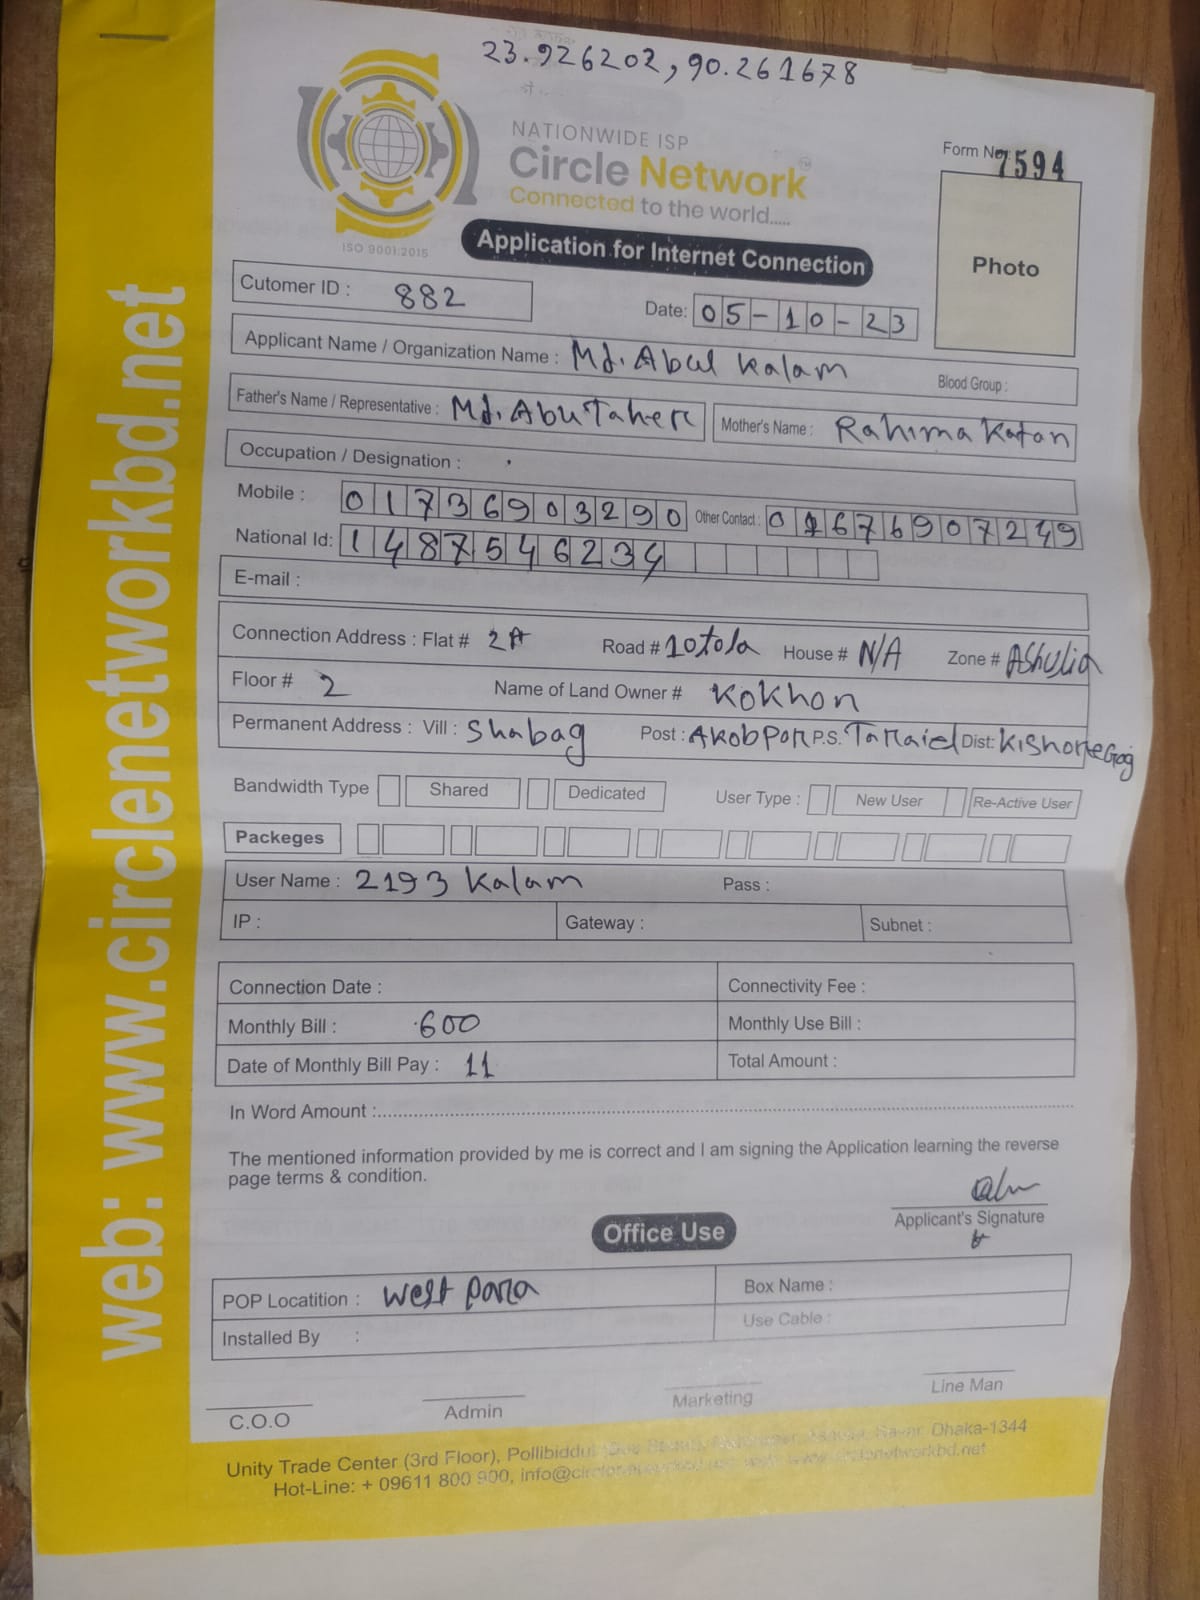 23.926202, 90.261678
NATIONWIDE ISP
Circle Network
Connected to the world.....
ISO 9001:2015
Form No: 7594
Photo
Application for Internet Connection
Cutomer ID : 882
Date: 05-10-23
Applicant Name / Organization Name : Md. Abul Kalam Blood Group :
Father's Name / Representative : Md. Abu Taher Mother's Name : Rahima Katon
Occupation / Designation :
Mobile : 01736903290 Other Contact : 01676907249
National Id: 1487546234
E-mail :
Connection Address : Flat # 2A Road # 10tola House # N/A Zone # Ashulia
Floor # 2 Name of Land Owner # Kokhon
Permanent Address : Vill : Shabag Post : Akobpor P.S. Taraiel Dist:
Bandwidth Type Shared Dedicated User Type : New User Re-Active User
Packeges
User Name : 2193 Kalam Pass :
IP : Gateway : Subnet :
Connection Date : Connectivity Fee :
Monthly Bill : 600 Monthly Use Bill :
Date of Monthly Bill Pay : 11 Total Amount :
In Word Amount :
The mentioned information provided by me is correct and I am signing the Application learning the reverse
page terms & condition.
Applicant's Signature
Office Use
POP Locatition : West para Box Name :
Installed By : Use Cable :
C.O.O Admin Marketing Line Man
Unity Trade Center (3rd Floor), Dhaka-1344
Hot-Line: + 09611 800 900,
web: www.circlenetworkbd.net